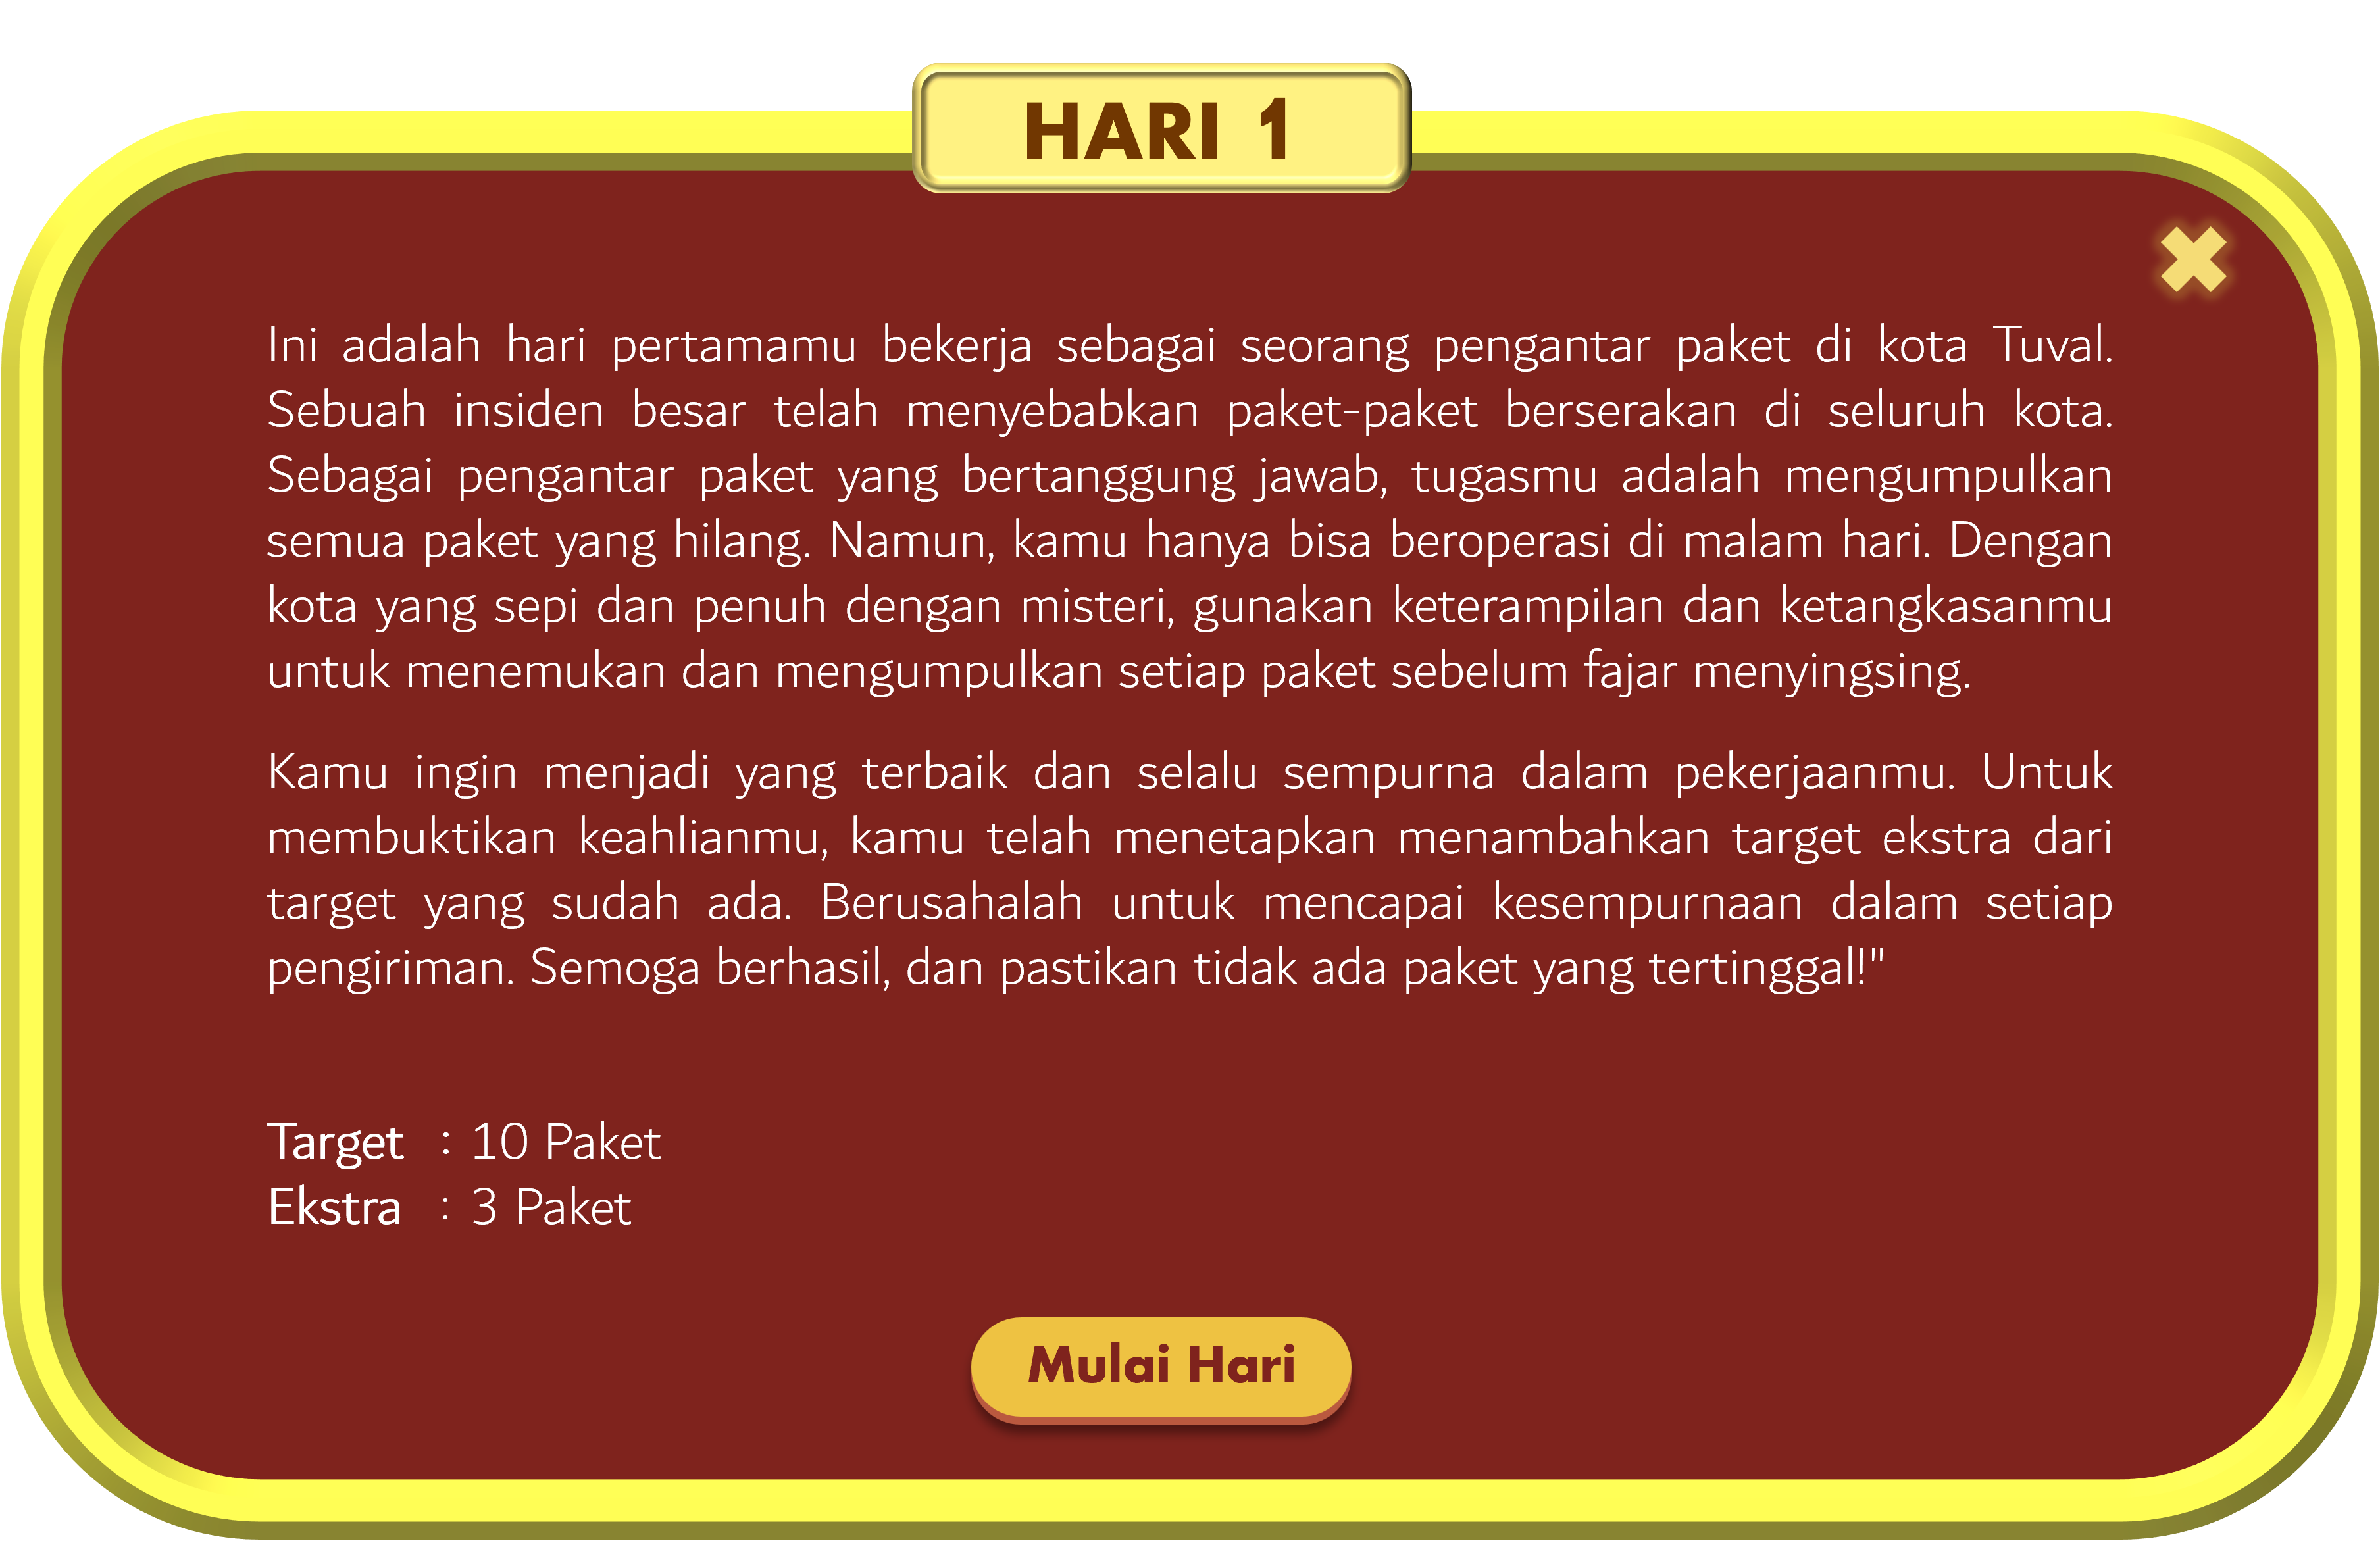 HARI 1
Ini adalah hari pertamamu bekerja sebagai seorang pengantar paket di kota Tuval.
Sebuah insiden besar telah menyebabkan paket-paket berserakan di seluruh kota.
Sebagai pengantar paket yang bertanggung jawab, tugasmu adalah mengumpulkan
semua paket yang hilang. Namun, kamu hanya bisa beroperasi di malam hari. Dengan
kota yang sepi dan penuh dengan misteri, gunakan keterampilan dan ketangkasanmu
untuk menemukan dan mengumpulkan setiap paket sebelum fajar menyingsing.
Kamu ingin menjadi yang terbaik dan selalu sempurna dalam pekerjaanmu. Untuk
membuktikan keahlianmu, kamu telah menetapkan menambahkan target ekstra dari
target yang sudah ada. Berusahalah untuk mencapai kesempurnaan dalam setiap
pengiriman. Semoga berhasil, dan pastikan tidak ada paket yang tertinggal!"
Target : 10 Paket
Ekstra : 3 Paket
Mulai Hari